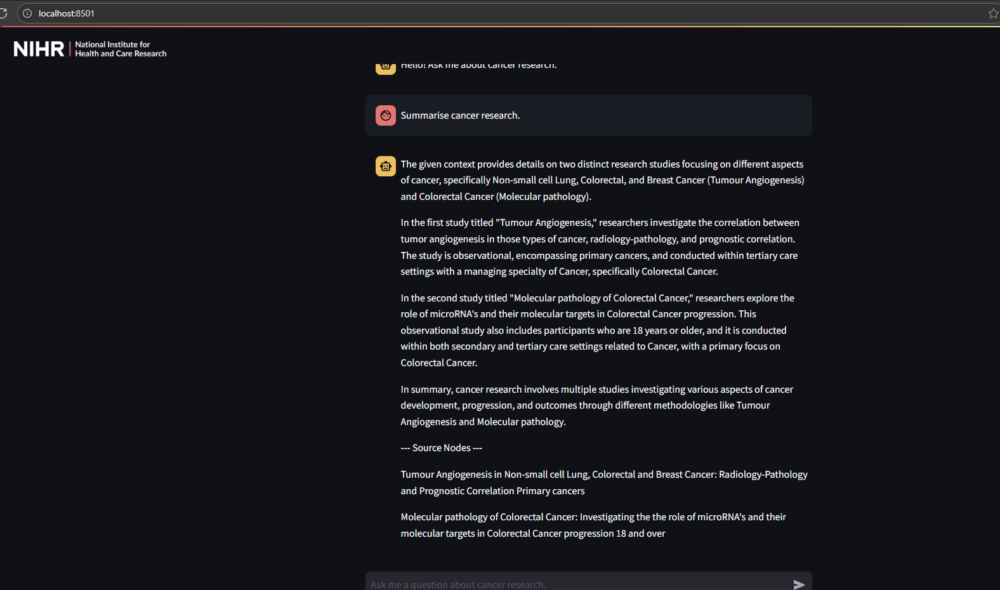 localhost:8501
NIHR | National Institute for
Health and Care Research
Hello! Ask me about cancer research.
Summarise cancer research.
The given context provides details on two distinct research studies focusing on different aspects
of cancer, specifically Non-small cell Lung, Colorectal, and Breast Cancer (Tumour Angiogenesis)
and Colorectal Cancer (Molecular pathology).
In the first study titled "Tumour Angiogenesis," researchers investigate the correlation between
tumor angiogenesis in those types of cancer, radiology-pathology, and prognostic correlation.
The study is observational, encompassing primary cancers, and conducted within tertiary care
settings with a managing specialty of Cancer, specifically Colorectal Cancer.
In the second study titled "Molecular pathology of Colorectal Cancer," researchers explore the
role of microRNA's and their molecular targets in Colorectal Cancer progression. This
observational study also includes participants who are 18 years or older, and it is conducted
within both secondary and tertiary care settings related to Cancer, with a primary focus on
Colorectal Cancer.
In summary, cancer research involves multiple studies investigating various aspects of cancer
development, progression, and outcomes through different methodologies like Tumour
Angiogenesis and Molecular pathology.
--- Source Nodes ---
Tumour Angiogenesis in Non-small cell Lung, Colorectal and Breast Cancer: Radiology-Pathology
and Prognostic Correlation Primary cancers
Molecular pathology of Colorectal Cancer: Investigating the the role of microRNA's and their
molecular targets in Colorectal Cancer progression 18 and over
Ask me a question about cancer research.